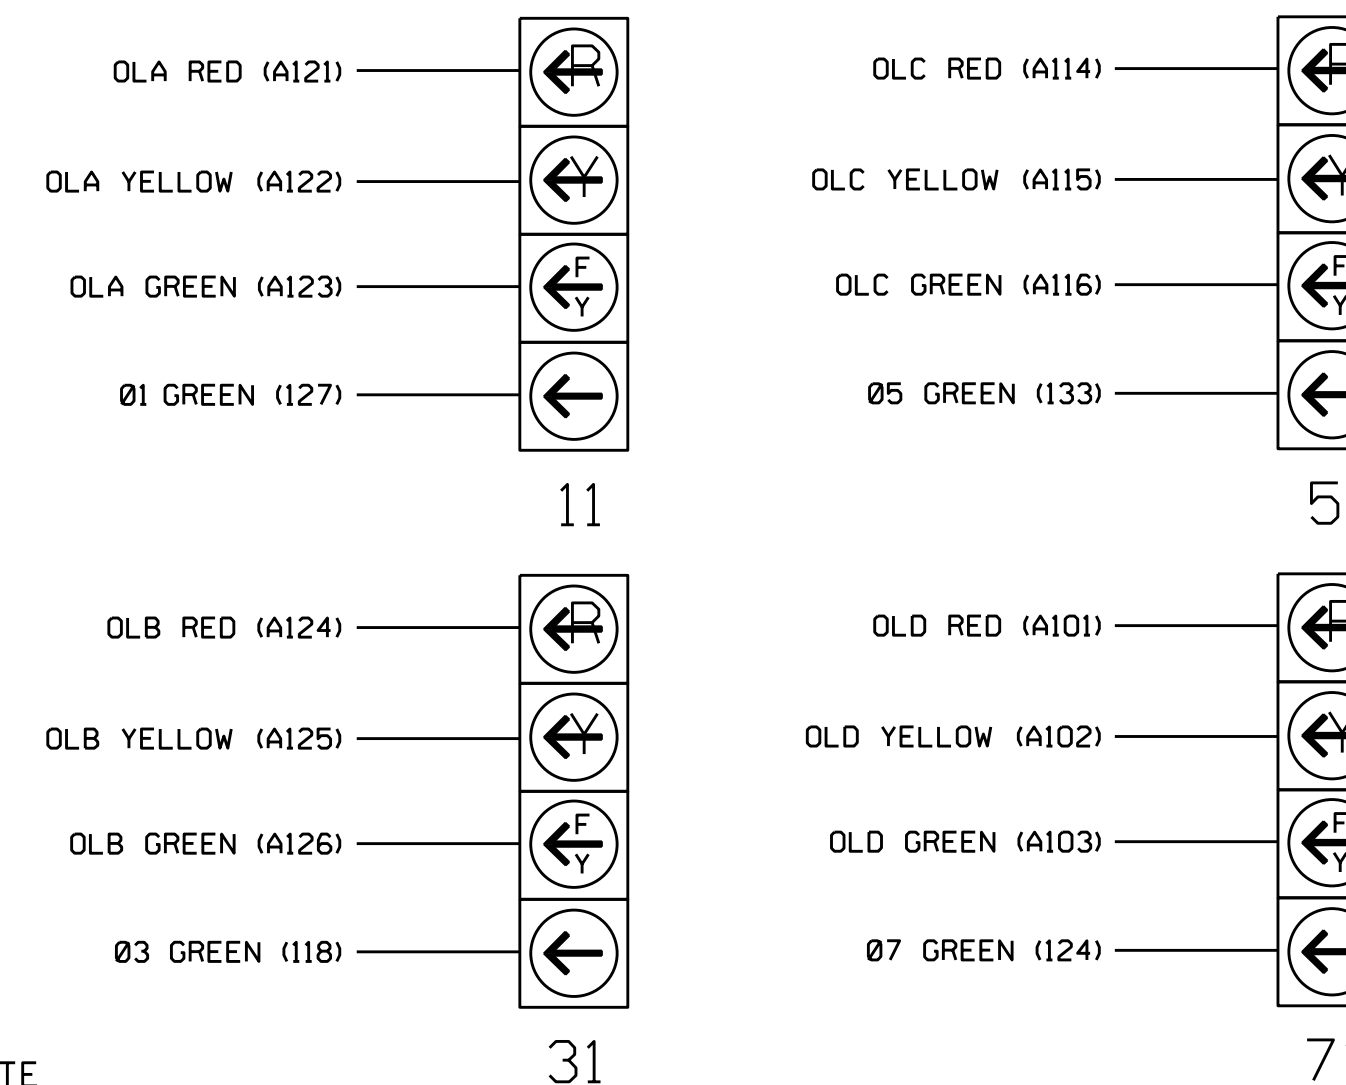 OLA RED (A121)
R
OLA YELLOW (A122)
Y
OLA GREEN (A123)
F
Y
Ø1 GREEN (127)
11
OLC RED (A114)
R
OLC YELLOW (A115)
Y
OLC GREEN (A116)
F
Y
Ø5 GREEN (133)
5
OLB RED (A124)
R
OLB YELLOW (A125)
Y
OLB GREEN (A126)
F
Y
Ø3 GREEN (118)
31
OLD RED (A101)
R
OLD YELLOW (A102)
Y
OLD GREEN (A103)
F
Y
Ø7 GREEN (124)
7
TE